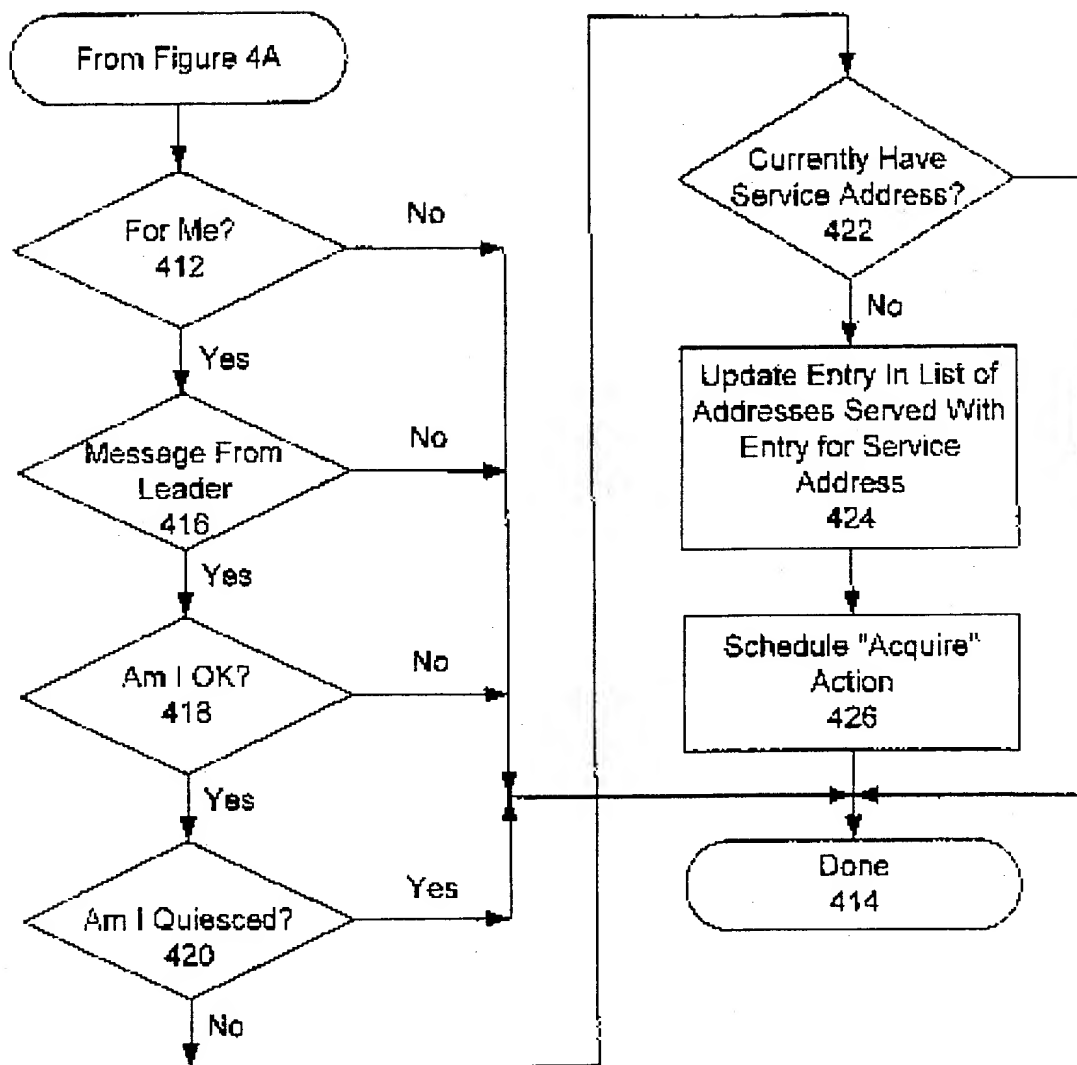 From Figure 4A
For Me?
412
No
Yes
Message From
Leader
416
No
Yes
Am I OK?
418
No
Yes
Am I Quiesced?
420
Yes
No
Currently Have
Service Address?
422
No
Update Entry In List of
Addresses Served With
Entry for Service
Address
424
Schedule "Acquire"
Action
426
Done
414